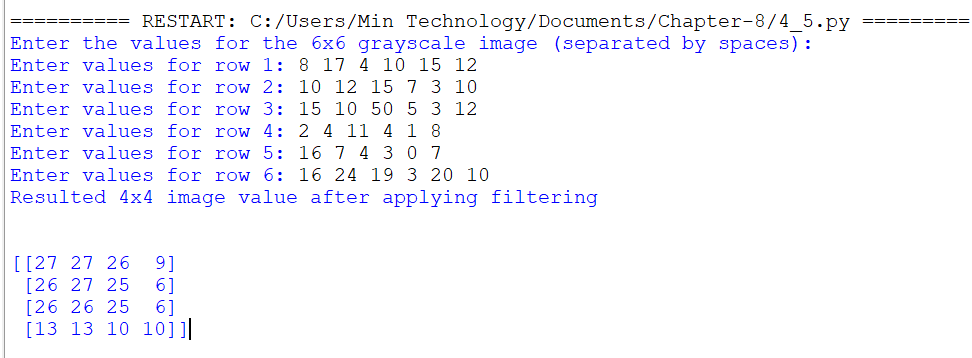 ========== RESTART: C:/Users/Min Technology/Documents/Chapter-8/4_5.py =========
Enter the values for the 6x6 grayscale image (separated by spaces):
Enter values for row 1: 8 17 4 10 15 12
Enter values for row 2: 10 12 15 7 3 10
Enter values for row 3: 15 10 50 5 3 12
Enter values for row 4: 2 4 11 4 1 8
Enter values for row 5: 16 7 4 3 0 7
Enter values for row 6: 16 24 19 3 20 10
Resulted 4x4 image value after applying filtering
[[27 27 26  9]
 [26 27 25  6]
 [26 26 25  6]
 [13 13 10 10]]